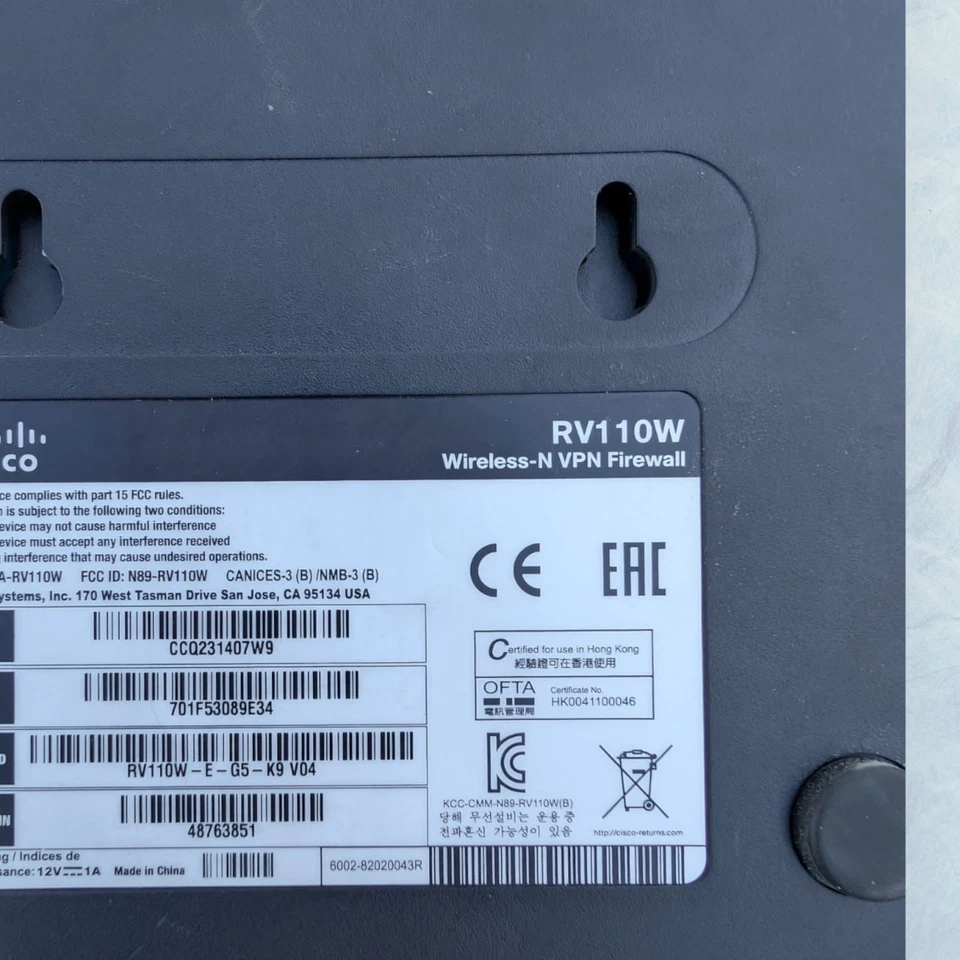 CO
RV110W
Wireless-N VPN Firewall
ce complies with part 15 FCC rules.
n is subject to the following two conditions:
evice may not cause harmful interference
evice must accept any interference received
g interference that may cause undesired operations.
A-RV110W FCC ID: N89-RV110W CANICES-3 (B) /NMB-3 (B)
ystems, Inc. 170 West Tasman Drive San Jose, CA 95134 USA
CCQ231407W9
701F53089E34
D
RV110W-E-G5-K9 V04
IN
48763851
ng / Indices de
sance: 12V 1A Made in China
6002-82020043R
CE EAC
Certified for use in Hong Kong
經驗證可在香港使用
OFTA
電訊管理局
Certificate No.
HK0041100046
KC
KCC-CMM-N89-RV110W(B)
당해 무선설비는 운용 중
전파혼신 가능성이 있음
http://cisco-returns.com